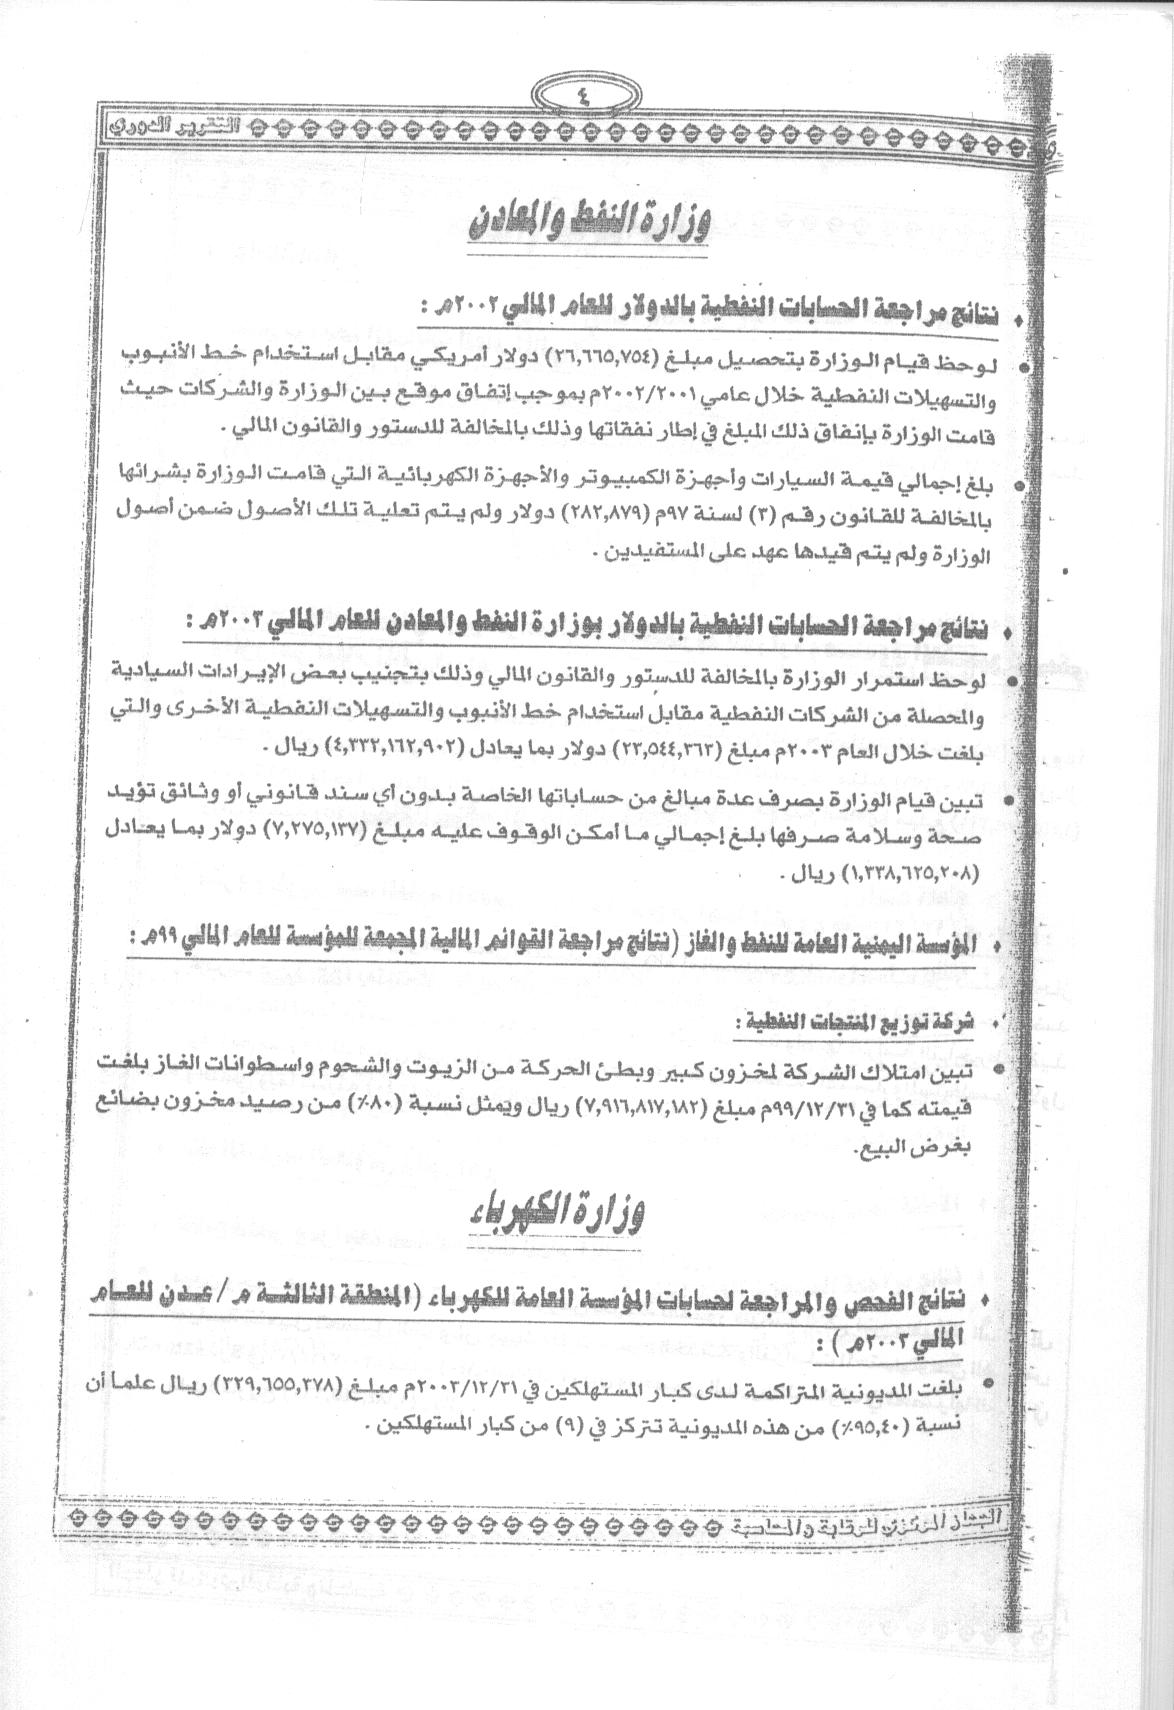 ٤
التقرير الدوري
وزارة النفط والمعادن
نتائج مراجعة الحسابات النفطية بالدولار للعام المالي ٢٠٠٢م :
لوحظ قيام الوزارة بتحصيل مبلغ (٢٦,٦٦٥,٧٥٤) دولار أمريكي مقابل استخدام خط الأنبوب
والتسهيلات النفطية خلال عامي ٢٠٠٢/٢٠٠١م بموجب إتفاق موقع بين الوزارة والشركات حيث
قامت الوزارة بإنفاق ذلك المبلغ في إطار نفقاتها وذلك بالمخالفة للدستور والقانون المالي .
بلغ إجمالي قيمة السيارات وأجهزة الكمبيوتر والأجهزة الكهربائية التي قامت الوزارة بشرائها
بالمخالفة للقانون رقم (٣) لسنة ٩٧م (٢٨٢,٨٧٩) دولار ولم يتم تعلية تلك الأصول ضمن أصول
الوزارة ولم يتم قيدها عهد على المستفيدين .
نتائج مراجعة الحسابات النفطية بالدولار بوزارة النفط والمعادن للعام المالي ٢٠٠٣م :
لوحظ استمرار الوزارة بالمخالفة للدستور والقانون المالي وذلك بتجنيب بعض الإيرادات السيادية
والمحصلة من الشركات النفطية مقابل استخدام خط الأنبوب والتسهيلات النفطية الأخرى والتي
بلغت خلال العام ٢٠٠٣م مبلغ (٢٣,٥٤٤,٣٦٣) دولار بما يعادل (٤,٣٣٢,١٦٢,٩٠٢) ريال .
تبين قيام الوزارة بصرف عدة مبالغ من حساباتها الخاصة بدون أي سند قانوني أو وثائق تؤيد
صحة وسلامة صرفها بلغ إجمالي ما أمكن الوقوف عليه مبلغ (٧,٢٧٥,١٣٧) دولار بما يعادل
(١,٣٣٨,٦٢٥,٢٠٨) ريال .
المؤسسة اليمنية العامة للنفط والغاز (نتائج مراجعة القوائم المالية المجمعة للمؤسسة للعام المالي ٩٩م :
شركة توزيع المنتجات النفطية :
تبين امتلاك الشركة لمخزون كبير وبطئ الحركة من الزيوت والشحوم واسطوانات الغاز بلغت
قيمته كما في ٩٩/١٢/٣١م مبلغ (٧,٩١٦,٨١٧,١٨٢) ريال ويمثل نسبة (٨٠٪) من رصيد مخزون بضائع
بغرض البيع.
وزارة الكهرباء
نتائج الفحص والمراجعة لحسابات المؤسسة العامة للكهرباء (المنطقة الثالثة م/ عدن للعام
المالي ٢٠٠٣م ) :
بلغت المديونية المتراكمة لدى كبار المستهلكين في ٢٠٠٣/١٢/٣١م مبلغ (٣٢٩,٦٥٥,٣٧٨) ريال علما أن
نسبة (٩٥,٤٠٪) من هذه المديونية تتركز في (٩) من كبار المستهلكين .
الجهاز المركزي للرقابة والمحاسبة